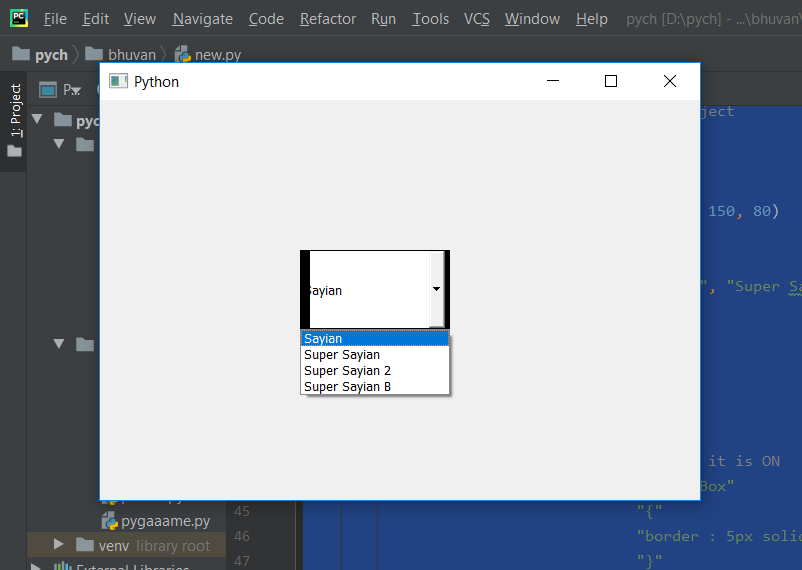 PC File Edit View Navigate Code Refactor Run Tools VCS Window Help pych [D:\pych] - ...\bhuvan\
pych bhuvan new.py
Python
1: Project
P...
pyc
ject
150, 80)
Sayian
", "Super Sa
Sayian
Super Sayian
Super Sayian 2
Super Sayian B
it is ON
Box"
45 "{"
pygaaame.py
46 "border : 5px solid
venv library root
47 "}"
External Libraries